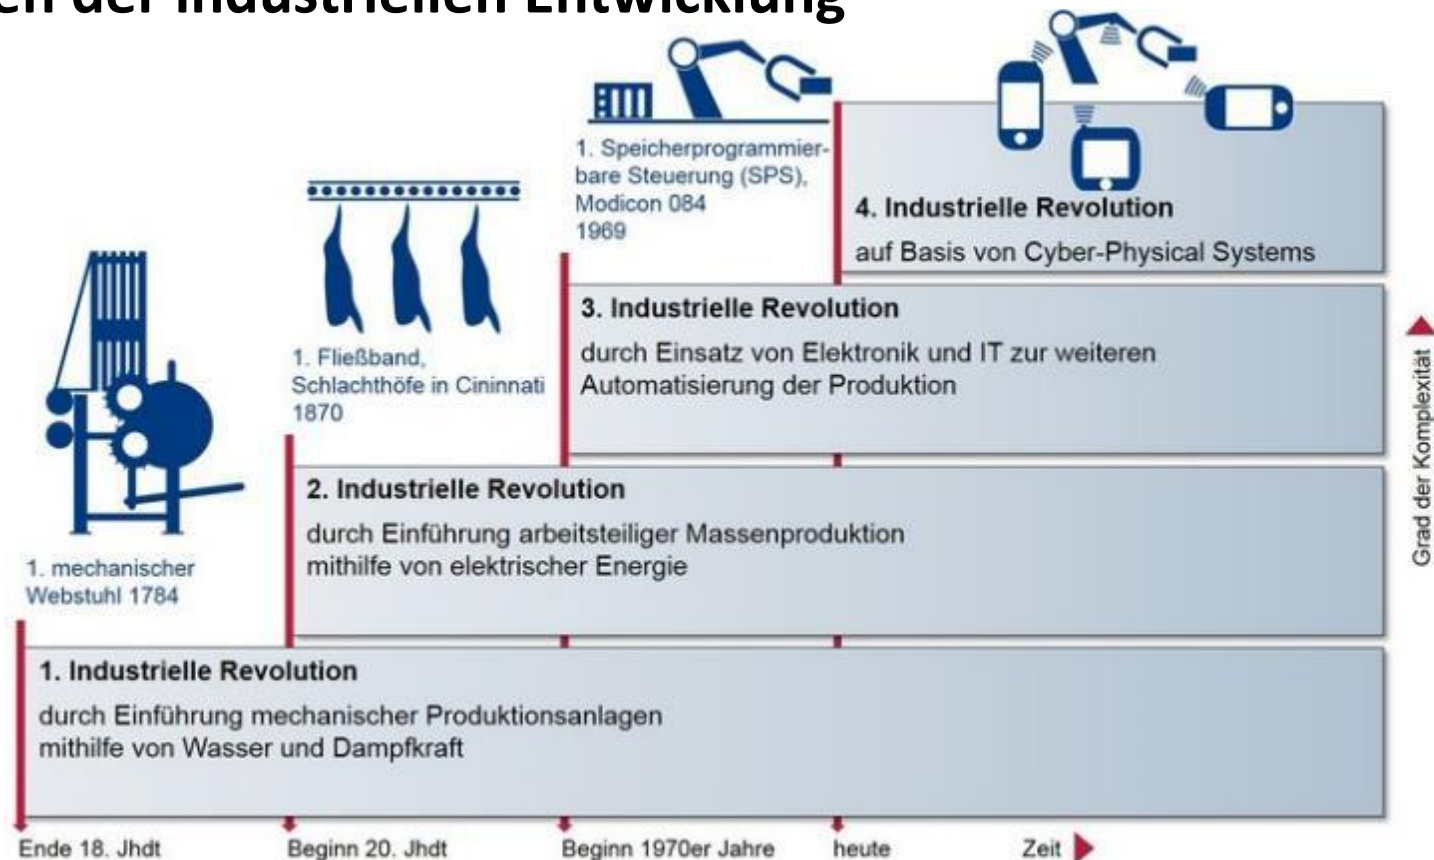 en der industriellen Entwicklung
1. Speicherprogrammier-
bare Steuerung (SPS),
Modicon 084
1969
4. Industrielle Revolution
auf Basis von Cyber-Physical Systems
1. Fließband,
Schlachthöfe in Cininnati
1870
3. Industrielle Revolution
durch Einsatz von Elektronik und IT zur weiteren
Automatisierung der Produktion
1. mechanischer
Webstuhl 1784
2. Industrielle Revolution
durch Einführung arbeitsteiliger Massenproduktion
mithilfe von elektrischer Energie
1. Industrielle Revolution
durch Einführung mechanischer Produktionsanlagen
mithilfe von Wasser und Dampfkraft
Grad der Komplexität
Ende 18. Jhdt
Beginn 20. Jhdt
Beginn 1970er Jahre
heute
Zeit